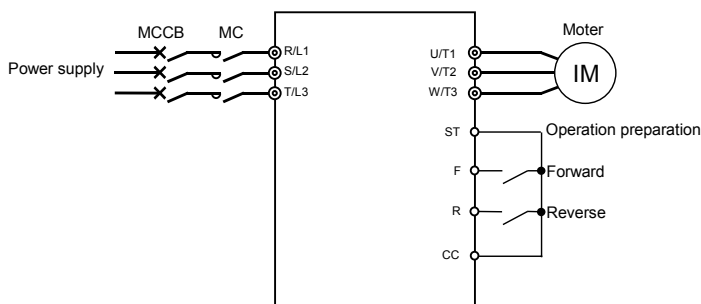 MCCB MC
Power supply
R/L1
S/L2
T/L3
U/T1
V/T2
W/T3
Moter
IM
ST Operation preparation
F Forward
R Reverse
CC